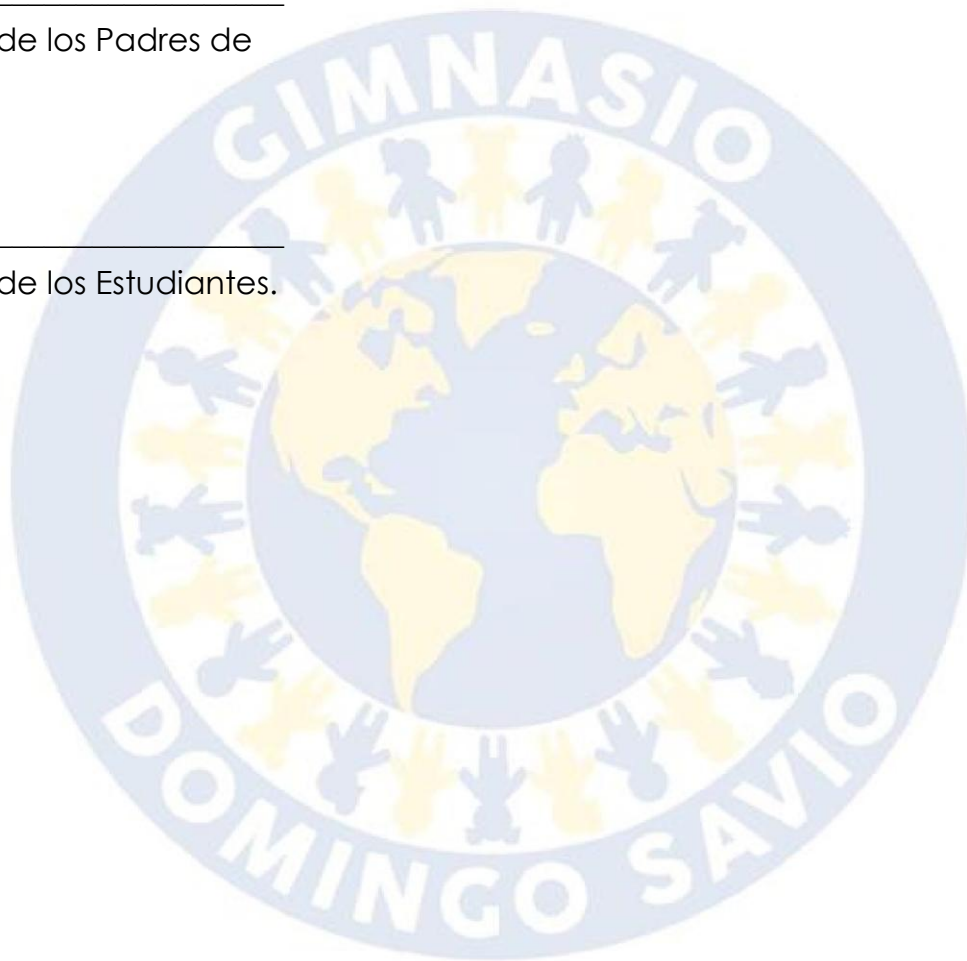 de los Padres de
de los Estudiantes.
GIMNASIO
DOMINGO SAVIO